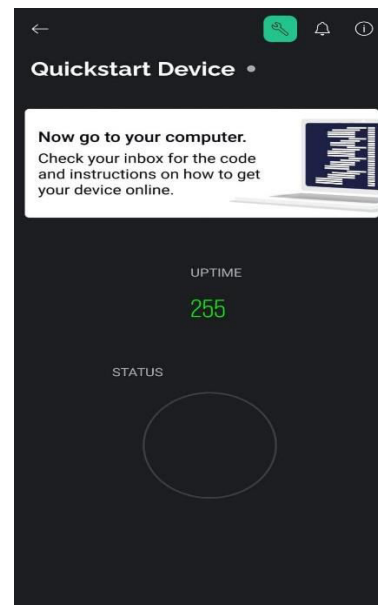 Quickstart Device
Now go to your computer.
Check your inbox for the code
and instructions on how to get
your device online.
UPTIME
255
STATUS